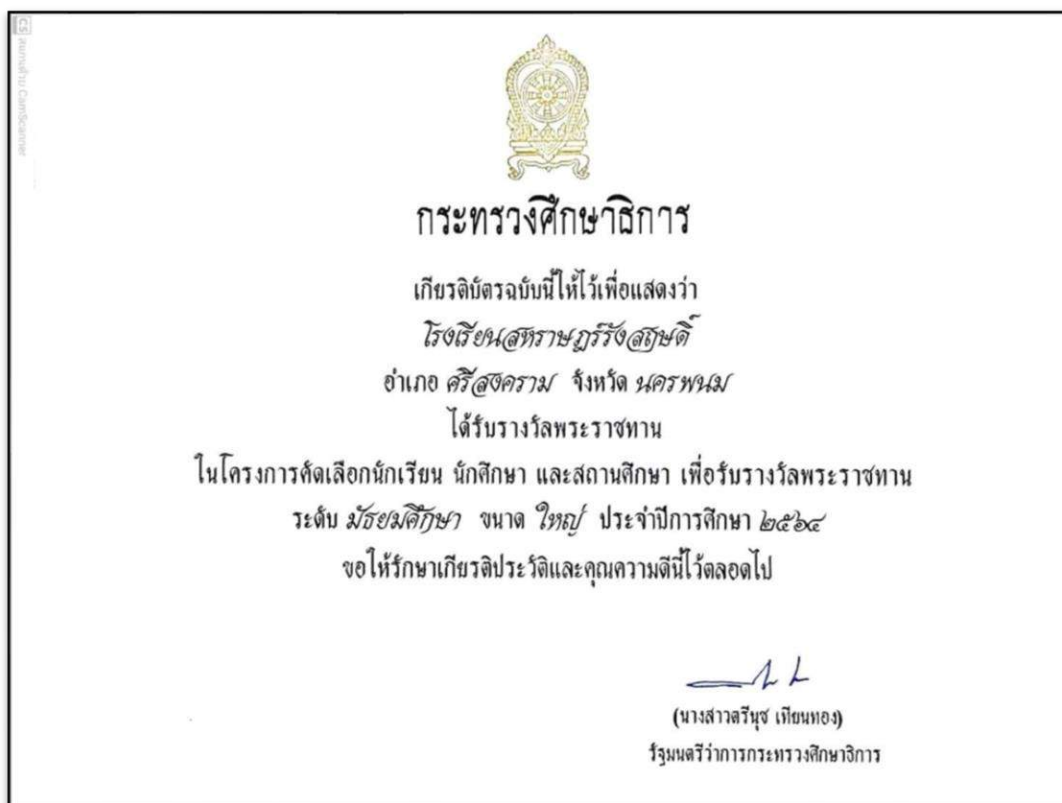 CS สแกนด้วย CamScanner
กระทรวงศึกษาธิการ
เกียรติบัตรฉบับนี้ให้ไว้เพื่อแสดงว่า
โรงเรียนสหราษฎร์รังสฤษดิ์
อำเภอ ศรีสงคราม จังหวัด นครพนม
ได้รับรางวัลพระราชทาน
ในโครงการคัดเลือกนักเรียน นักศึกษา และสถานศึกษา เพื่อรับรางวัลพระราชทาน
ระดับ มัธยมศึกษา ขนาด ใหญ่ ประจำปีการศึกษา ๒๕๖๔
ขอให้รักษาเกียรติประวัติและคุณความดีนี้ไว้ตลอดไป
(นางสาวตรีนุช เทียนทอง)
รัฐมนตรีว่าการกระทรวงศึกษาธิการ